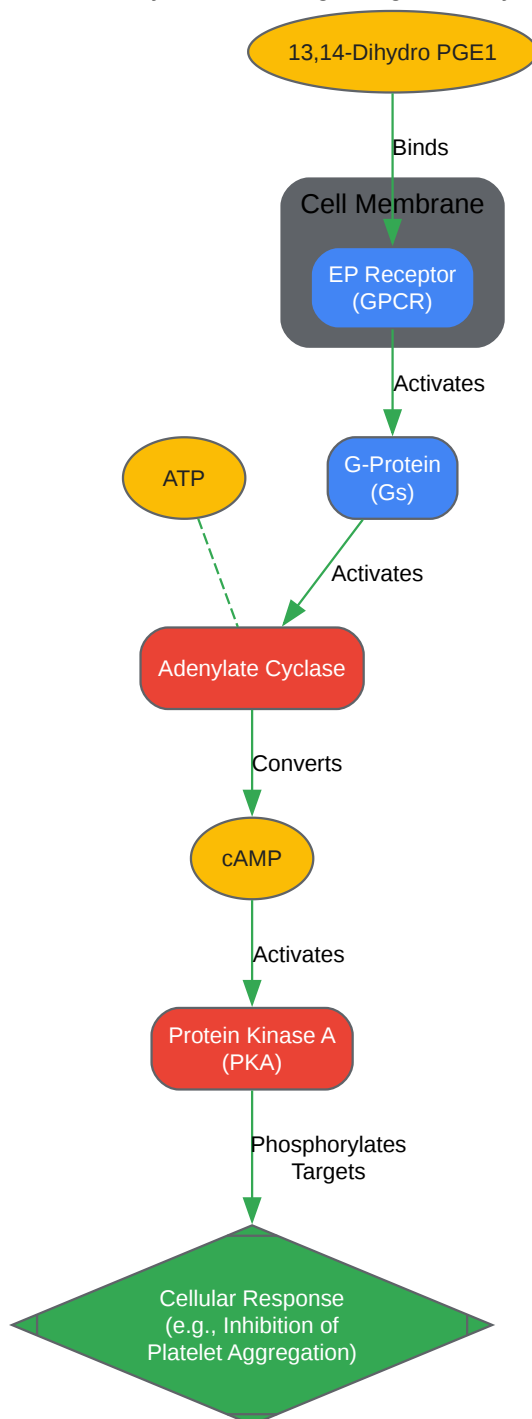 13,14-Dihydro PGE1
Binds
Cell Membrane
EP Receptor
(GPCR)
Activates
G-Protein
(Gs)
ATP
Activates
Adenylate Cyclase
Converts
cAMP
Activates
Protein Kinase A
(PKA)
Phosphorylates
Targets
Cellular Response
(e.g., Inhibition of
Platelet Aggregation)